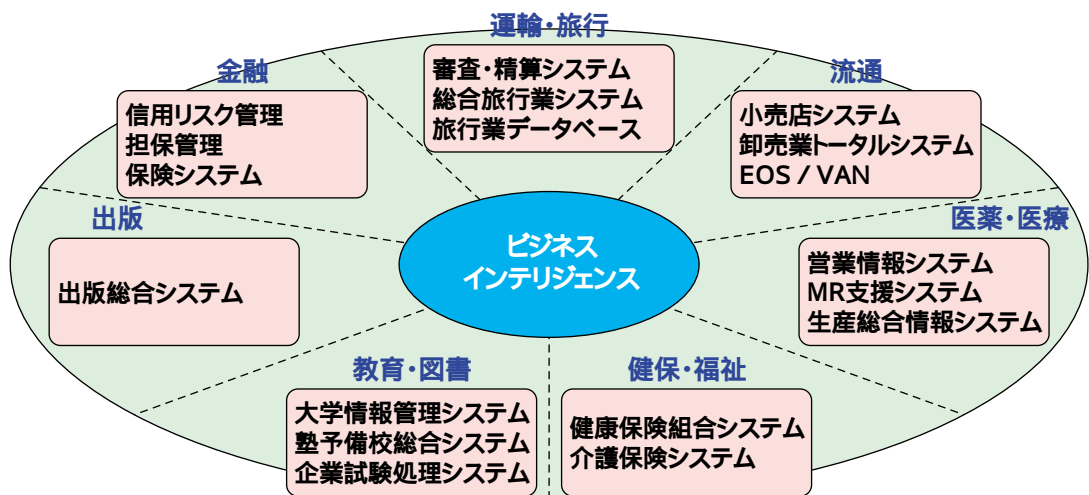 運輸・旅行
審査・精算システム
総合旅行業システム
旅行業データベース
金融
信用リスク管理
担保管理
保険システム
流通
小売店システム
卸売業トータルシステム
EOS / VAN
出版
出版総合システム
ビジネス
インテリジェンス
医薬・医療
営業情報システム
MR支援システム
生産総合情報システム
教育・図書
大学情報管理システム
塾予備校総合システム
企業試験処理システム
健保・福祉
健康保険組合システム
介護保険システム